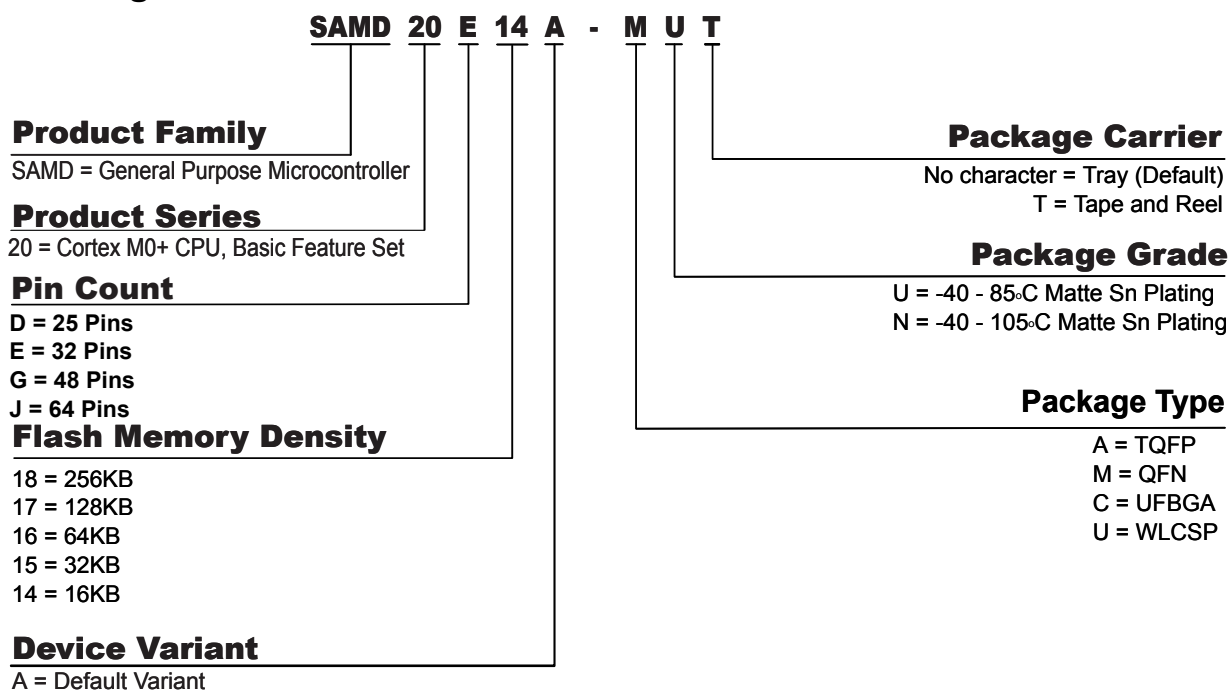 SAMD 20 E 14 A - M U T
Product Family
SAMD = General Purpose Microcontroller
Product Series
20 = Cortex M0+ CPU, Basic Feature Set
Pin Count
D = 25 Pins
E = 32 Pins
G = 48 Pins
J = 64 Pins
Flash Memory Density
18 = 256KB
17 = 128KB
16 = 64KB
15 = 32KB
14 = 16KB
Device Variant
A = Default Variant
Package Carrier
No character = Tray (Default)
T = Tape and Reel
Package Grade
U = -40 - 85°C Matte Sn Plating
N = -40 - 105°C Matte Sn Plating
Package Type
A = TQFP
M = QFN
C = UFBGA
U = WLCSP